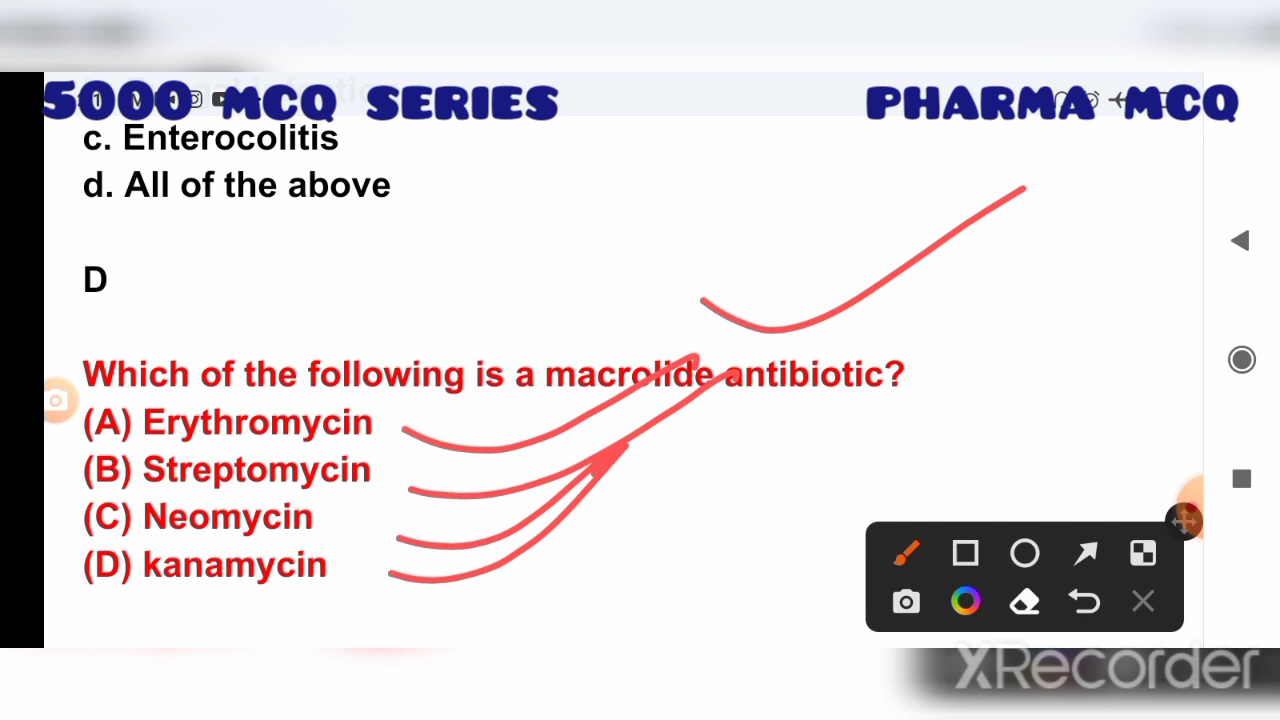 5000 MCQ SERIES
PHARMA MCQ
c. Enterocolitis
d. All of the above
D
Which of the following is a macrolide antibiotic?
(A) Erythromycin
(B) Streptomycin
(C) Neomycin
(D) kanamycin
XRecorder